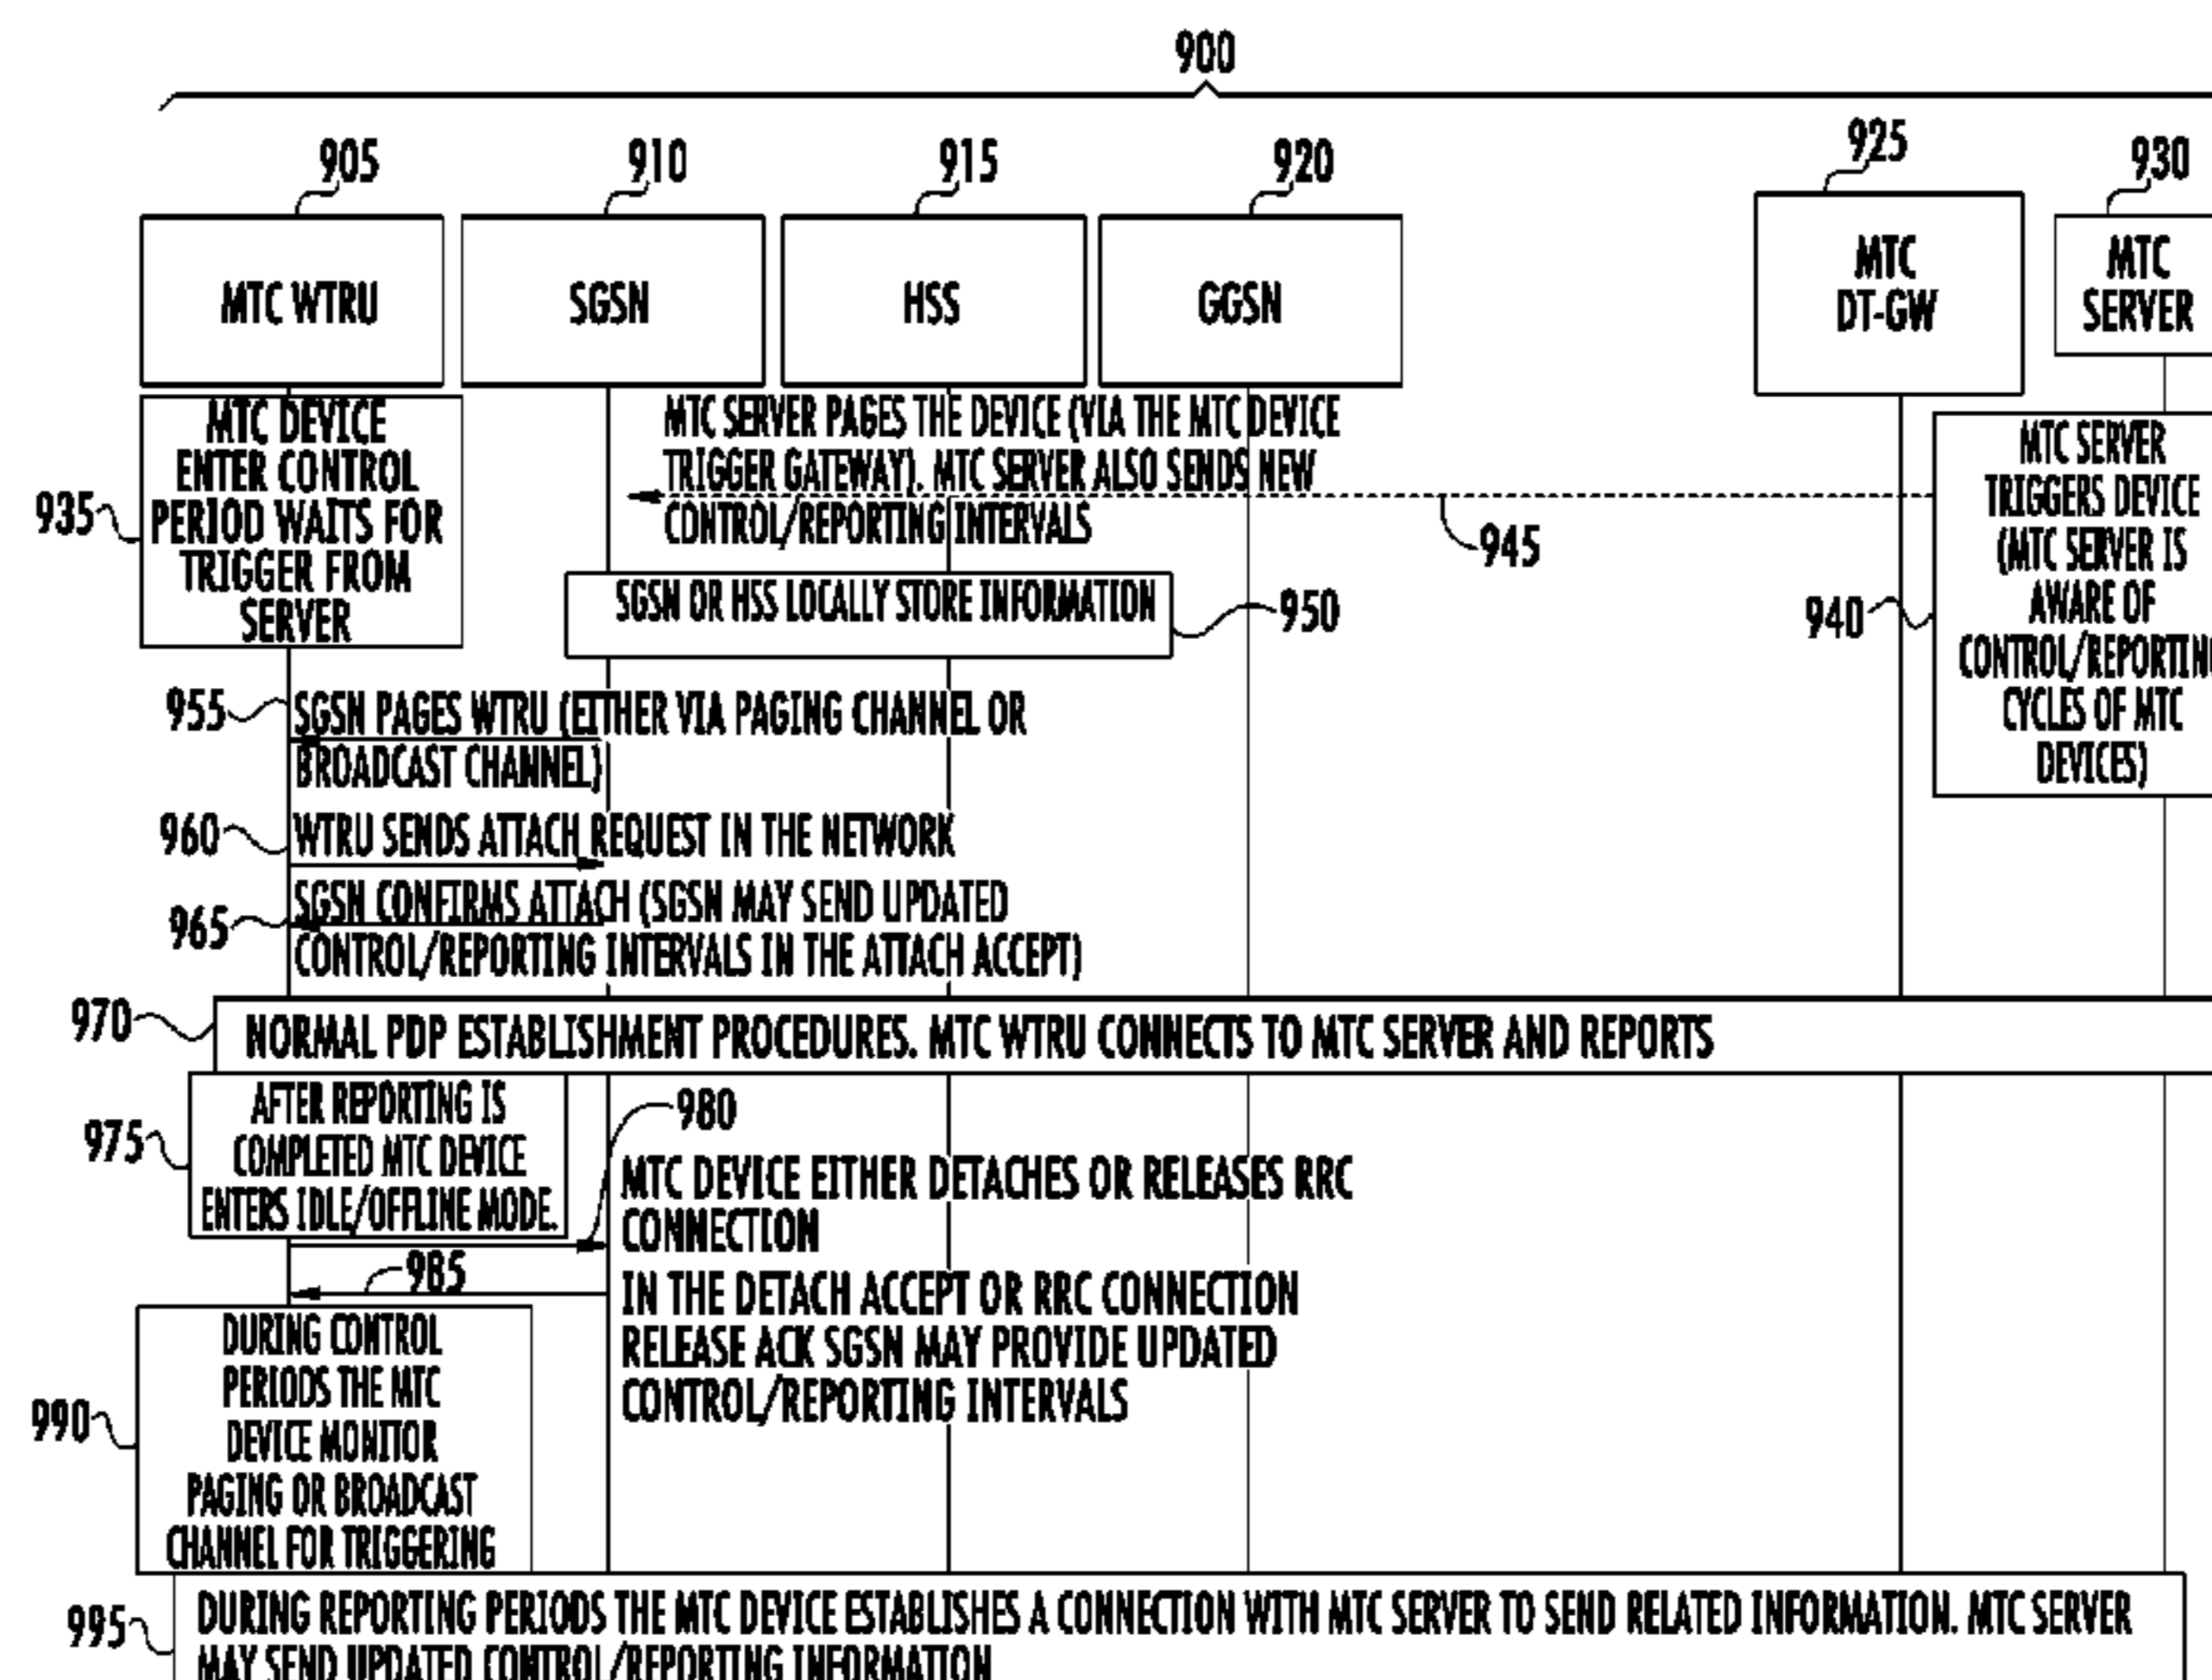 900
905
910
915
920
925
930
MTC WTRU
SGSN
HSS
GGSN
MTC
DT-GW
MTC
SERVER
MTC DEVICE
ENTER CONTROL
PERIOD WAITS FOR
TRIGGER FROM
SERVER
935
MTC SERVER PAGES THE DEVICE (VIA THE MTC DEVICE
TRIGGER GATEWAY). MTC SERVER ALSO SENDS NEW
CONTROL/REPORTING INTERVALS
945
MTC SERVER
TRIGGERS DEVICE
(MTC SERVER IS
AWARE OF
CONTROL/REPORTING
CYCLES OF MTC
DEVICES)
940
SGSN OR HSS LOCALLY STORE INFORMATION
950
955
SGSN PAGES WTRU (EITHER VIA PAGING CHANNEL OR
BROADCAST CHANNEL)
960
WTRU SENDS ATTACH REQUEST IN THE NETWORK
965
SGSN CONFIRMS ATTACH (SGSN MAY SEND UPDATED
CONTROL/REPORTING INTERVALS IN THE ATTACH ACCEPT)
970
NORMAL PDP ESTABLISHMENT PROCEDURES. MTC WTRU CONNECTS TO MTC SERVER AND REPORTS
975
AFTER REPORTING IS
COMPLETED MTC DEVICE
ENTERS IDLE/OFFLINE MODE.
980
MTC DEVICE EITHER DETACHES OR RELEASES RRC
CONNECTION
985
IN THE DETACH ACCEPT OR RRC CONNECTION
RELEASE ACK SGSN MAY PROVIDE UPDATED
CONTROL/REPORTING INTERVALS
990
DURING CONTROL
PERIODS THE MTC
DEVICE MONITOR
PAGING OR BROADCAST
CHANNEL FOR TRIGGERING
995
DURING REPORTING PERIODS THE MTC DEVICE ESTABLISHES A CONNECTION WITH MTC SERVER TO SEND RELATED INFORMATION. MTC SERVER
MAY SEND UPDATED CONTROL/REPORTING INFORMATION